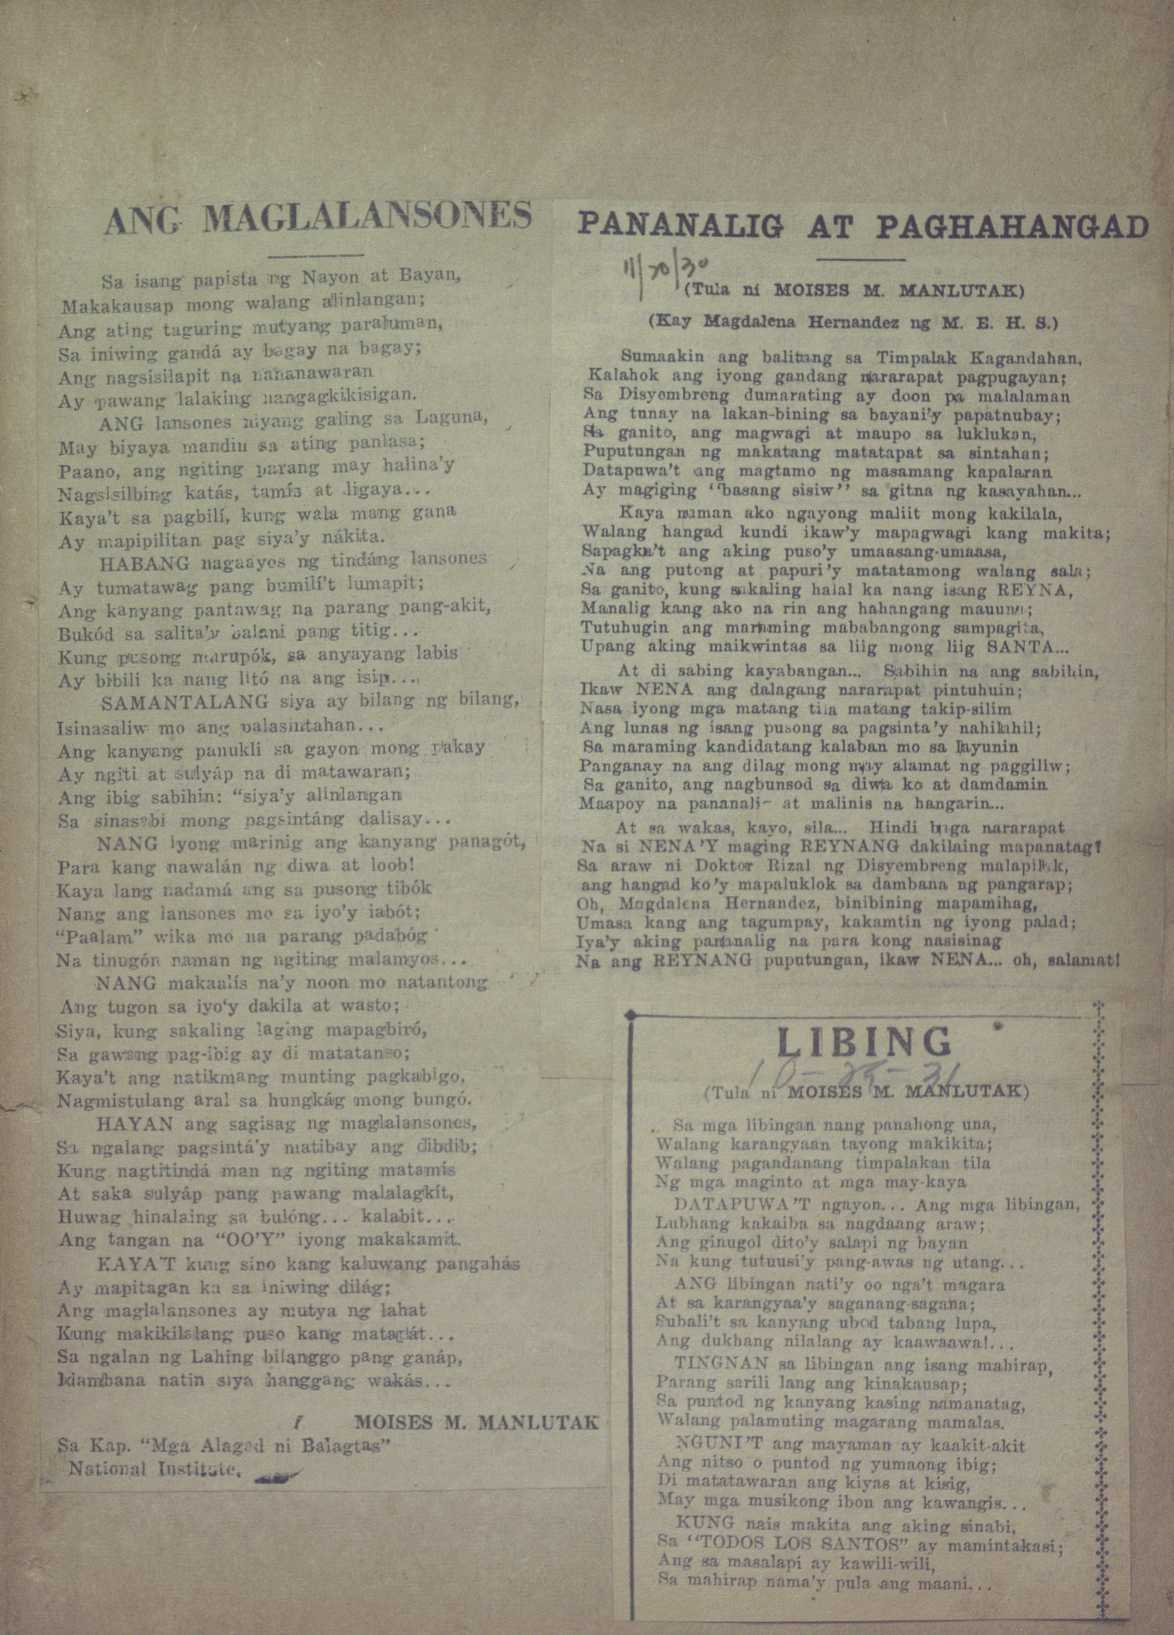 ANG MAGLALANSONES
Sa isang papista ng Nayon at Bayan,
Makakausap mong walang alinlangan;
Ang ating taguring mutyang paraluman,
Sa iniwing gandá ay bagay na bagay;
Ang nagsisilapit na nahanawaran
Ay pawang lalaking nangagkikisigan.
ANG lansones niyang galing sa Laguna,
May biyaya mandin sa ating panlasa;
Paano, ang ngiting parang may halina'y
Nagsisilbing katás, tamís at ligaya...
Kaya't sa pagbilí, kung wala mang gana
Ay mapipilitan pag siya'y nákita.
HABANG nagaayos ng tindáng lansones
Ay tumatawag pang bumilí't lumapit;
Ang kanyang pantawag na parang pang-akit,
Bukód sa salita'y balani pang titig...
Kung pusong marupók, sa anyayang labis
Ay bibili ka nang litó na ang isip...
SAMANTALANG siya ay bilang ng bilang,
Isinasaliw mo ang palasintahan...
Ang kanyang panukli sa gayon mong pakay
Ay ngiti at sulyáp na di matawaran;
Ang ibig sabihin: "siya'y alinlangan
Sa sinasabi mong pagsintáng dalisay...
NANG iyong marinig ang kanyang panagót,
Para kang nawalán ng diwa at loob!
Kaya lang nadamá ang sa pusong tibók
Nang ang lansones mo sa iyo'y iabót;
"Paalam" wika mo na parang padabóg
Na tinugón naman ng ngiting malamyos...
NANG makaalís na'y noon mo natantong
Ang tugon sa iyo'y dakila at wasto;
Siya, kung sakaling laging mapagbiró,
Sa gawang pag-ibig ay di matatanso;
Kaya't ang natikmang munting pagkabigo,
Nagmistulang aral sa hungkág mong bungó.
HAYAN ang sagisag ng maglalansones,
Sa ngalang pagsintá'y matibay ang dibdib;
Kung nagtitindá man ng ngiting matamis
At saka sulyáp pang pawang malalagkít,
Huwag hinalaing sa bulóng... kalabit...
Ang tangan na "OO'Y" iyong makakamít.
KAYA'T kung sino kang kaluwang pangahás
Ay mapitagan ka sa iniwing dilág;
Ang maglalansones ay mutya ng lahat
Kung makikilalang puso kang matapát...
Sa ngalan ng Lahing bilanggo pang ganáp,
Idambana natin siya hanggang wakás...
MOISES M. MANLUTAK
Sa Kap. "Mga Alagad ni Balagtas"
National Institute.
PANANALIG AT PAGHAHANGAD
11/20/30
(Tula ni MOISES M. MANLUTAK)
(Kay Magdalena Hernandez ng M. E. H. S.)
Sumaakin ang balitang sa Timpalak Kagandahan,
Kalahok ang iyong gandang nararapat pagpugayan;
Sa Disyembreng dumarating ay doon pa malalaman
Ang tunay na lakan-bining sa bayani'y papatnubay;
Sa ganito, ang magwagi at maupo sa luklukan,
Puputungan ng makatang matatapat sa sintahan;
Datapuwa't ang magtamo ng masamang kapalaran
Ay magiging "basang sisiw" sa gitna ng kasayahan...
Kaya naman ako ngayong maliit mong kakilala,
Walang hangad kundi ikaw'y mapagwagi kang makita;
Sapagka't ang aking puso'y umaasang-umaasa,
Na ang putong at papuri'y matatamong walang sala;
Sa ganito, kung sakaling halal ka nang isang REYNA,
Manalig kang ako na rin ang hahangang mauuna;
Tutuhugin ang maraming mababangong sampagita,
Upang aking maikwintas sa liig mong liig SANTA...
At di sabing kayabangan... Sabihin na ang sabihin,
Ikaw NENA ang dalagang nararapat pintuhuin;
Nasa iyong mga matang tila matang takip-silim
Ang lunas ng isang pusong sa pagsinta'y nahihilahil;
Sa maraming kandidatang kalaban mo sa layunin
Panganay na ang dilag mong may alamat ng paggiliw;
Sa ganito, ang nagbunsod sa diwa ko at damdamin
Maapoy na pananalig at malinis na hangarin...
At sa wakas, kayo, sila... Hindi baga nararapat
Na si NENA'Y maging REYNANG dakilaing mapanatag?
Sa araw ni Doktor Rizal ng Disyembreng malapillok,
ang hangad ko'y mapaluklok sa dambana ng pangarap;
Oh, Magdalena Hernandez, binibining mapamihag,
Umasa kang ang tagumpay, kakamtin ng iyong palad;
Iya'y aking pananalig na para kong nasisinag
Na ang REYNANG puputungan, ikaw NENA... oh, salamat!
LIBING
10-25-31
(Tula ni MOISES M. MANLUTAK)
Sa mga libingan nang panahong una,
Walang karangyaan tayong makikita;
Walang pagandanang timpalakan tila
Ng mga maginto at mga may-kaya
DATAPUWA'T ngayon... Ang mga libingan,
Lubhang kakaiba sa nagdaang araw;
Ang ginugol dito'y salapi ng bayan
Na kung tutuusi'y pang-awas ng utang...
ANG libingan nati'y oo nga't magara
At sa karangyaa'y saganang-sagana;
Subali't sa kanyang ubod tabang lupa,
Ang dukhang nilalang ay kaawaawa!...
TINGNAN sa libingan ang isang mahirap,
Parang sarili lang ang kinakausap;
Sa puntod ng kanyang kasing namanatag,
Walang palamuting magarang mamalas.
NGUNI'T ang mayaman ay kaakit-akit
Ang nitso o puntod ng yumaong ibig;
Di matatawaran ang kiyas at kisig,
May mga musikong ibon ang kawangis...
KUNG nais makita ang aking sinabi,
Sa "TODOS LOS SANTOS" ay mamintakasi;
Ang sa masalapi ay kawili-wili,
Sa mahirap nama'y pula ang maani...